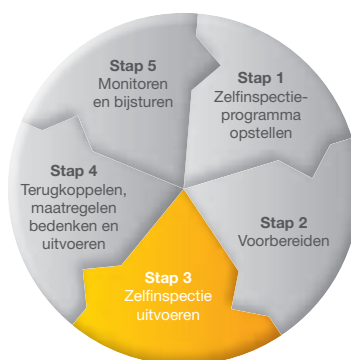 Stap 1
Zelfinspectie-
programma
opstellen
Stap 2
Voorbereiden
Stap 3
Zelfinspectie
uitvoeren
Stap 4
Terugkoppelen,
maatregelen
bedenken en
uitvoeren
Stap 5
Monitoren
en bijsturen